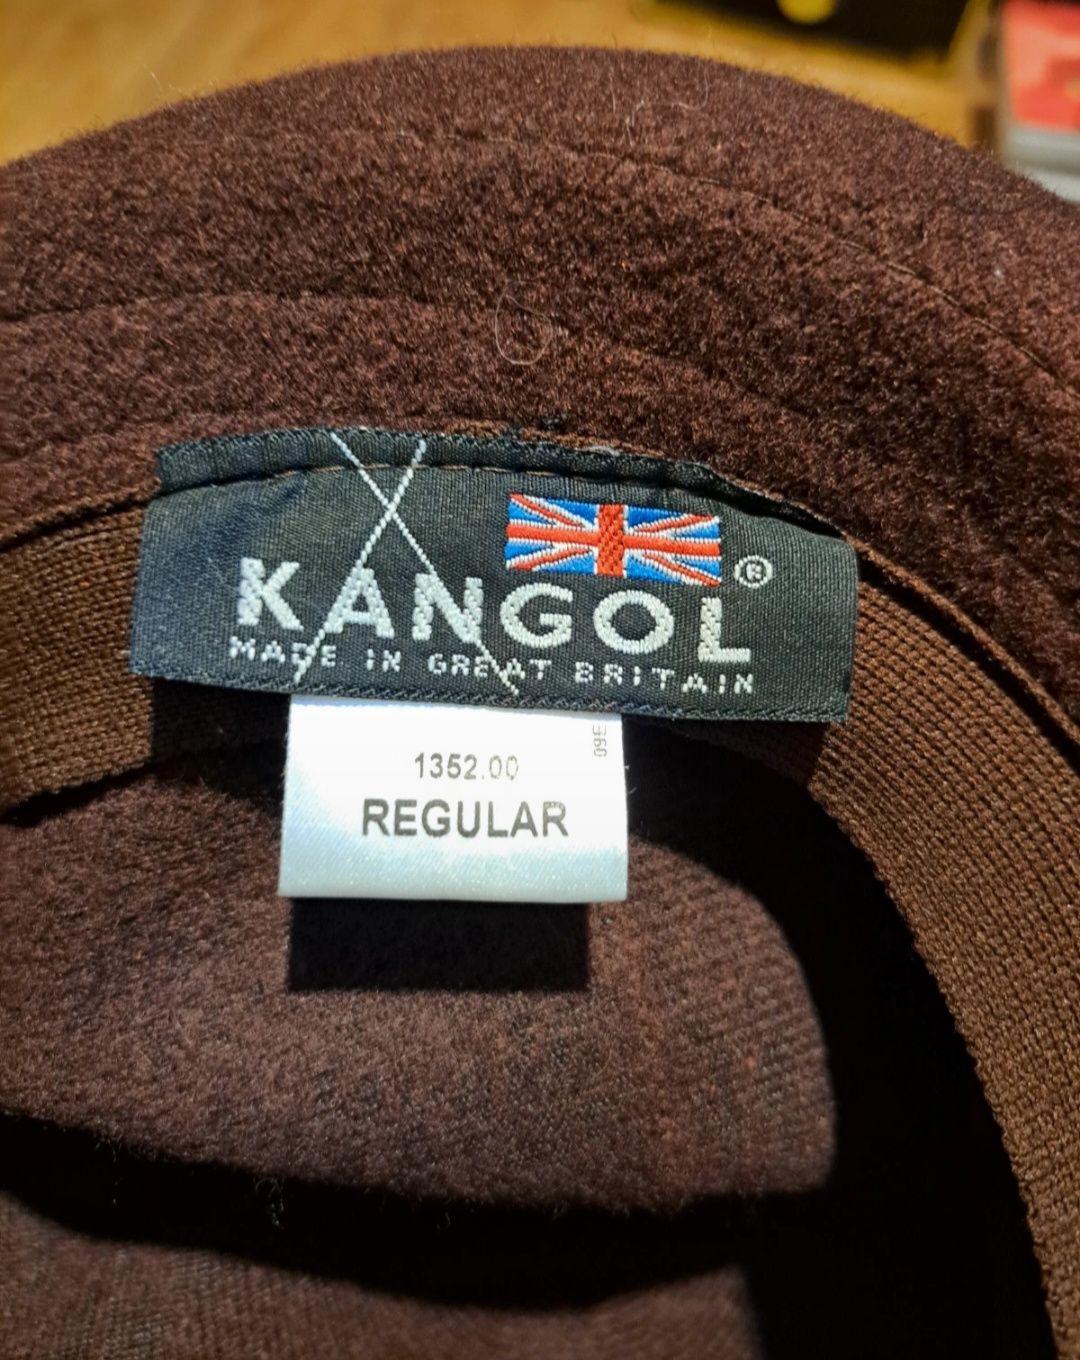 KANGOL®
MADE IN GREAT BRITAIN
1352.00
REGULAR